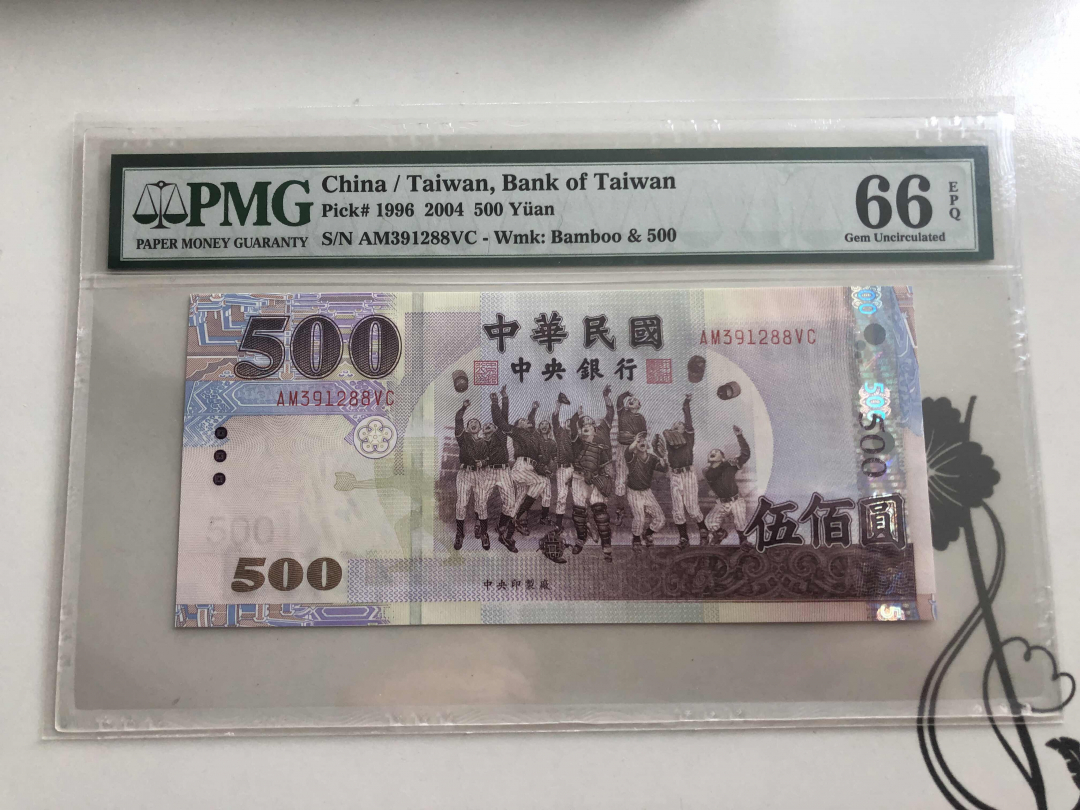 PMG
PAPER MONEY GUARANTY
China / Taiwan, Bank of Taiwan
Pick# 1996 2004 500 Yüan
S/N AM391288VC - Wmk: Bamboo & 500
66
EPQ
Gem Uncirculated
500
中華民國
AM391288VC
中央銀行
AM391288VC
500
500
500
伍佰圓
500
中央印製廠